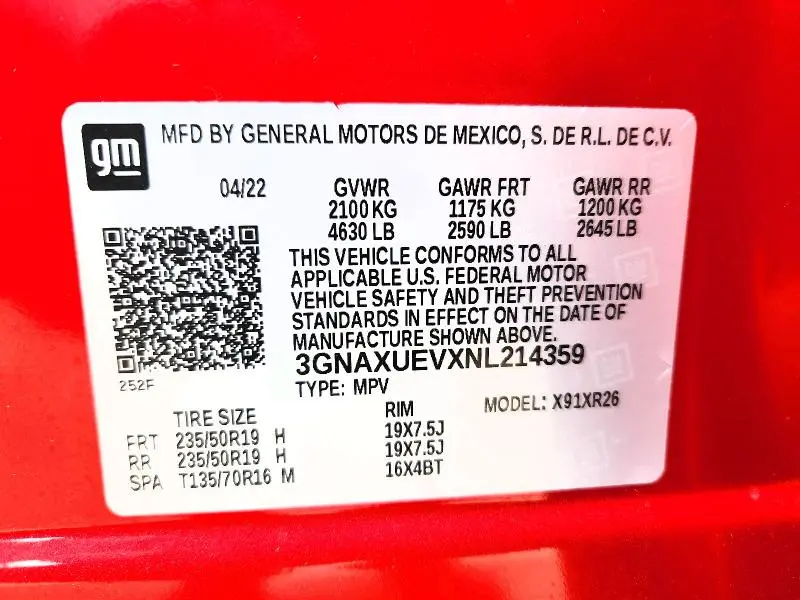 gm
MFD BY GENERAL MOTORS DE MEXICO, S. DE R.L. DE C.V.
04/22 GVWR GAWR FRT GAWR RR
2100 KG 1175 KG 1200 KG
4630 LB 2590 LB 2645 LB
THIS VEHICLE CONFORMS TO ALL
APPLICABLE U.S. FEDERAL MOTOR
VEHICLE SAFETY AND THEFT PREVENTION
STANDARDS IN EFFECT ON THE DATE OF
MANUFACTURE SHOWN ABOVE.
3GNAXUEVXNL214359
252F
TYPE: MPV MODEL: X91XR26
TIRE SIZE RIM
FRT 235/50R19 H 19X7.5J
RR 235/50R19 H 19X7.5J
SPA T135/70R16 M 16X4BT